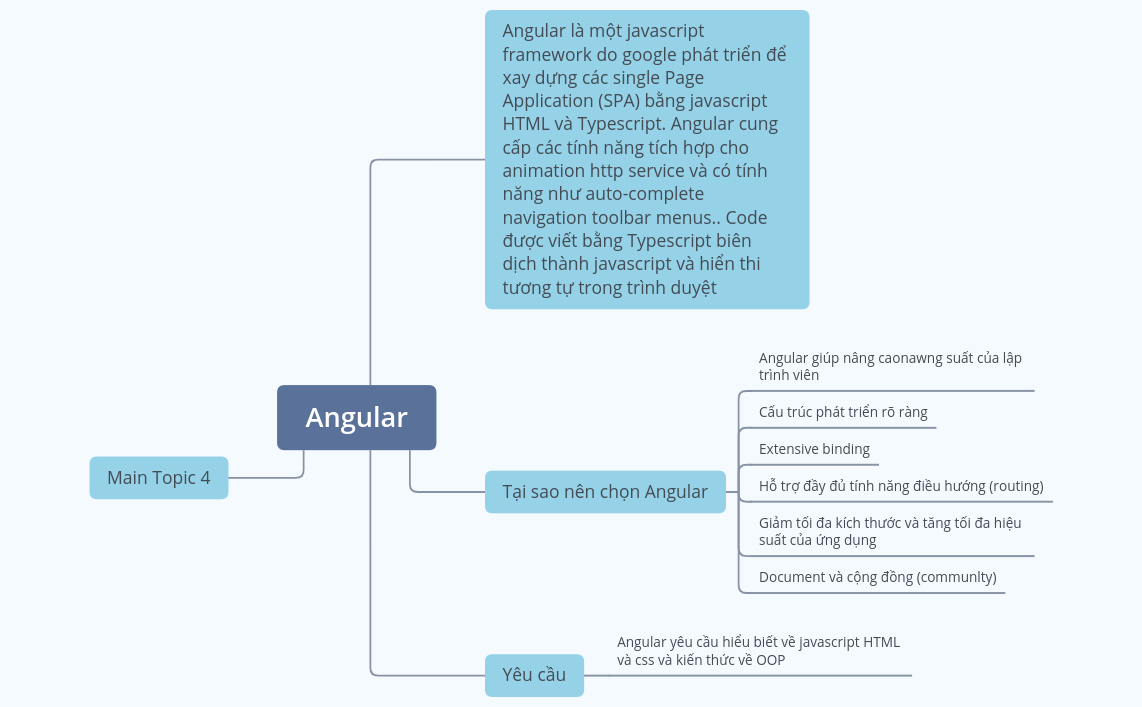 Angular là một javascript
framework do google phát triển để
xay dựng các single Page
Application (SPA) bằng javascript
HTML và Typescript. Angular cung
cấp các tính năng tích hợp cho
animation http service và có tính
năng như auto-complete
navigation toolbar menus.. Code
được viết bằng Typescript biên
dịch thành javascript và hiển thi
tương tự trong trình duyệt
Angular
Main Topic 4
Tại sao nên chọn Angular
Angular giúp nâng caonawng suất của lập
trình viên
Cấu trúc phát triển rõ ràng
Extensive binding
Hỗ trợ đầy đủ tính năng điều hướng (routing)
Giảm tối đa kích thước và tăng tối đa hiệu
suất của ứng dụng
Document và cộng đồng (communlty)
Yêu cầu
Angular yêu cầu hiểu biết về javascript HTML
và css và kiến thức về OOP